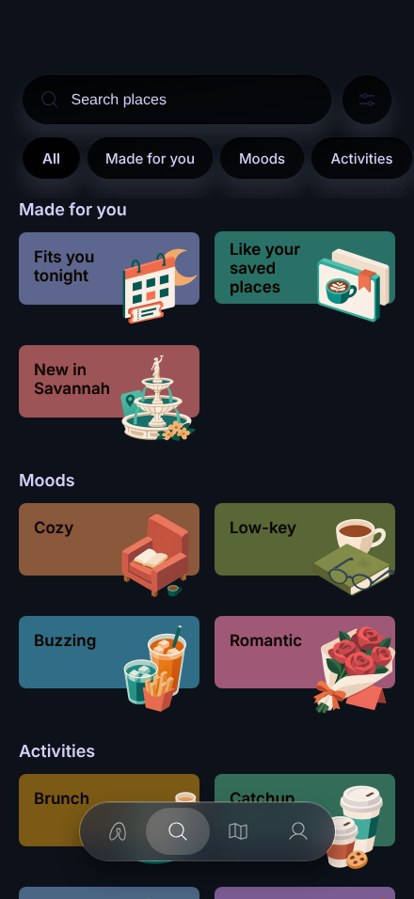 Search places
All
Made for you
Moods
Activities
Made for you
Fits you
tonight
Like your
saved
places
New in
Savannah
Moods
Cozy
Low-key
Buzzing
Romantic
Activities
Brunch
Catchup